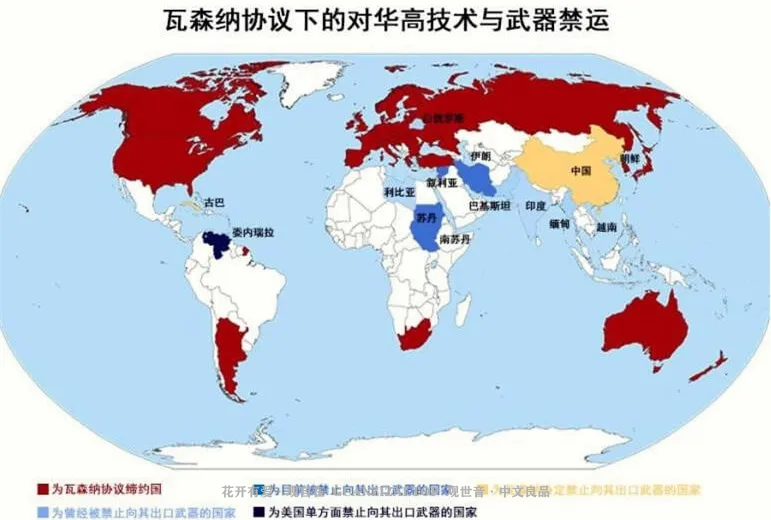 瓦森纳协议下的对华高技术与武器禁运
白俄罗斯
伊朗
朝鲜
中国
叙利亚
利比亚
古巴
巴基斯坦
印度
苏丹
缅甸
越南
委内瑞拉
南苏丹
为瓦森纳协议缔约国
为目前被禁止向其出口武器的国家
禁止向其出口武器的国家
花开有
观世音·中文良品
为曾经被禁止向其出口武器的国家
为美国单方面禁止向其出口武器的国家